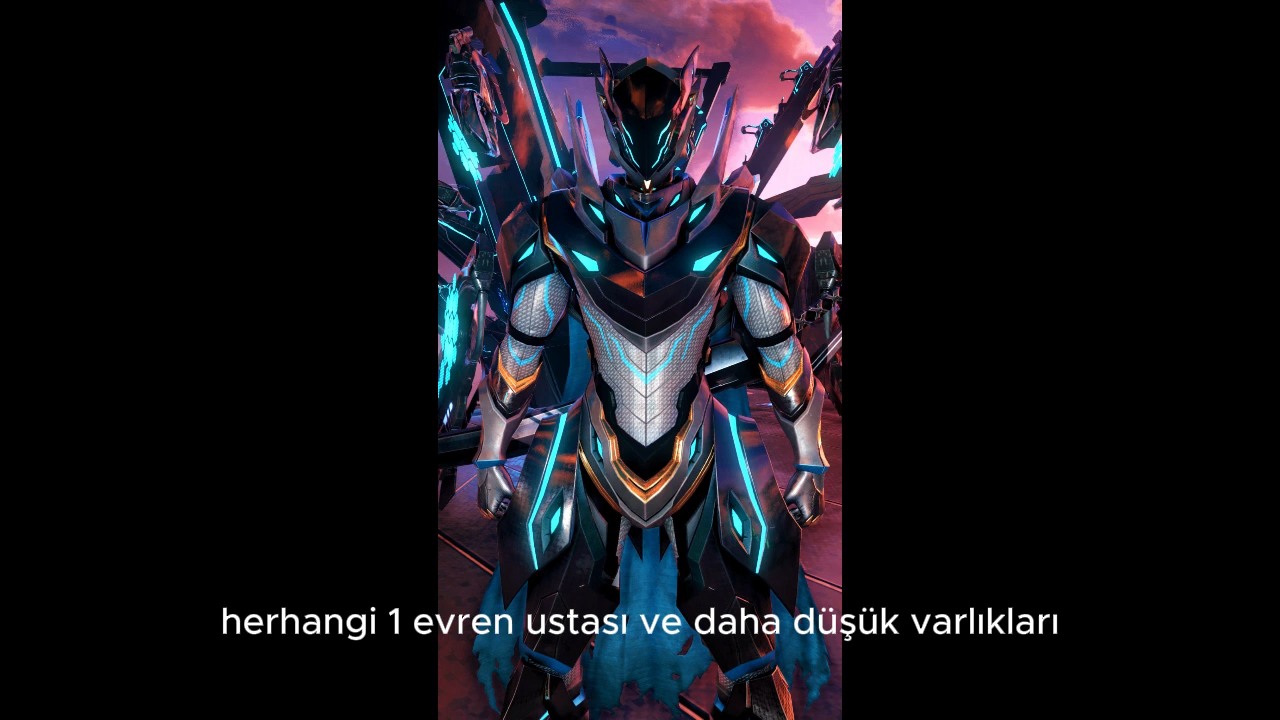 herhangi 1 evren ustası ve daha düşük varlıkları